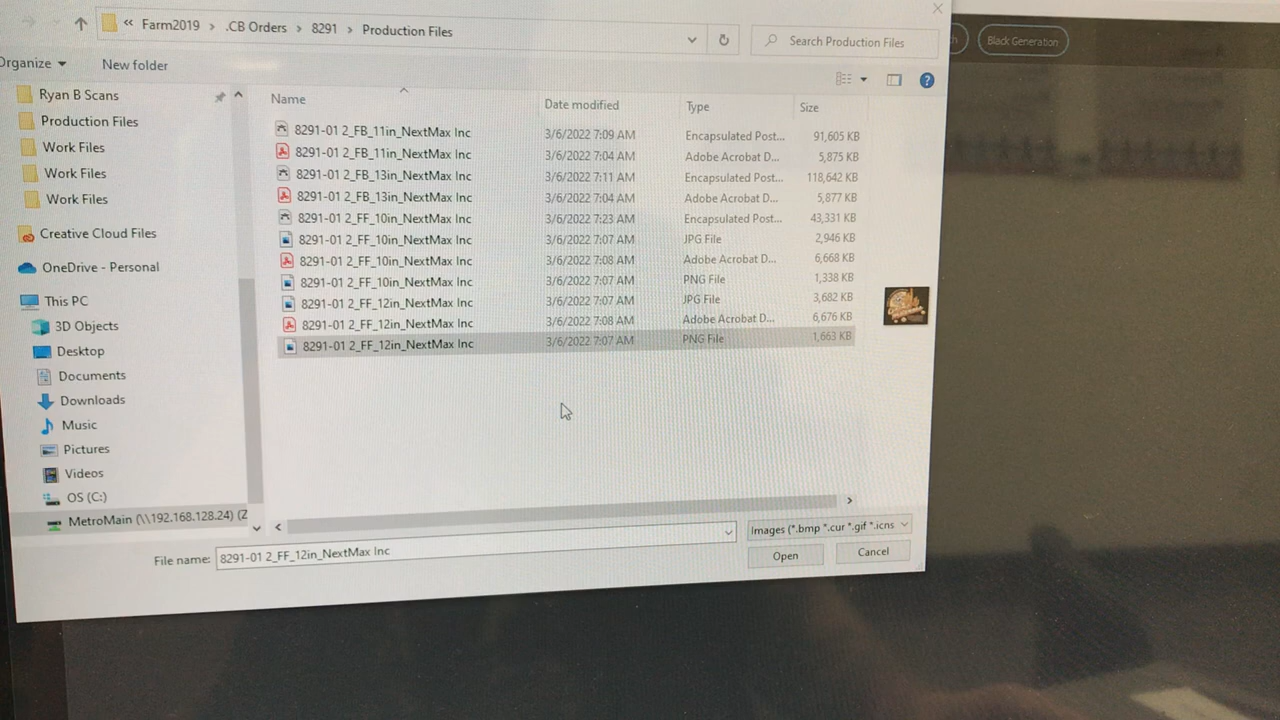 « Farm2019 › .CB Orders › 8291 › Production Files
Search Production Files
Black Generation
Organize
New folder
Name
Date modified
Type
Size
Ryan B Scans
Production Files
Work Files
Work Files
Work Files
Creative Cloud Files
OneDrive - Personal
This PC
3D Objects
Desktop
Documents
Downloads
Music
Pictures
Videos
OS (C:)
MetroMain (\\192.168.128.24) (Z
8291-01 2_FB_11in_NextMax Inc 3/6/2022 7:09 AM Encapsulated Post... 91,605 KB
8291-01 2_FB_11in_NextMax Inc 3/6/2022 7:04 AM Adobe Acrobat D... 5,875 KB
8291-01 2_FB_13in_NextMax Inc 3/6/2022 7:11 AM Encapsulated Post... 118,642 KB
8291-01 2_FB_13in_NextMax Inc 3/6/2022 7:04 AM Adobe Acrobat D... 5,877 KB
8291-01 2_FF_10in_NextMax Inc 3/6/2022 7:23 AM Encapsulated Post... 43,331 KB
8291-01 2_FF_10in_NextMax Inc 3/6/2022 7:07 AM JPG File 2,946 KB
8291-01 2_FF_10in_NextMax Inc 3/6/2022 7:08 AM Adobe Acrobat D... 6,668 KB
8291-01 2_FF_10in_NextMax Inc 3/6/2022 7:07 AM PNG File 1,338 KB
8291-01 2_FF_12in_NextMax Inc 3/6/2022 7:07 AM JPG File 3,682 KB
8291-01 2_FF_12in_NextMax Inc 3/6/2022 7:08 AM Adobe Acrobat D... 6,676 KB
8291-01 2_FF_12in_NextMax Inc 3/6/2022 7:07 AM PNG File 1,663 KB
File name: 8291-01 2_FF_12in_NextMax Inc
Images (*.bmp *.cur *.gif *.icns
Open
Cancel